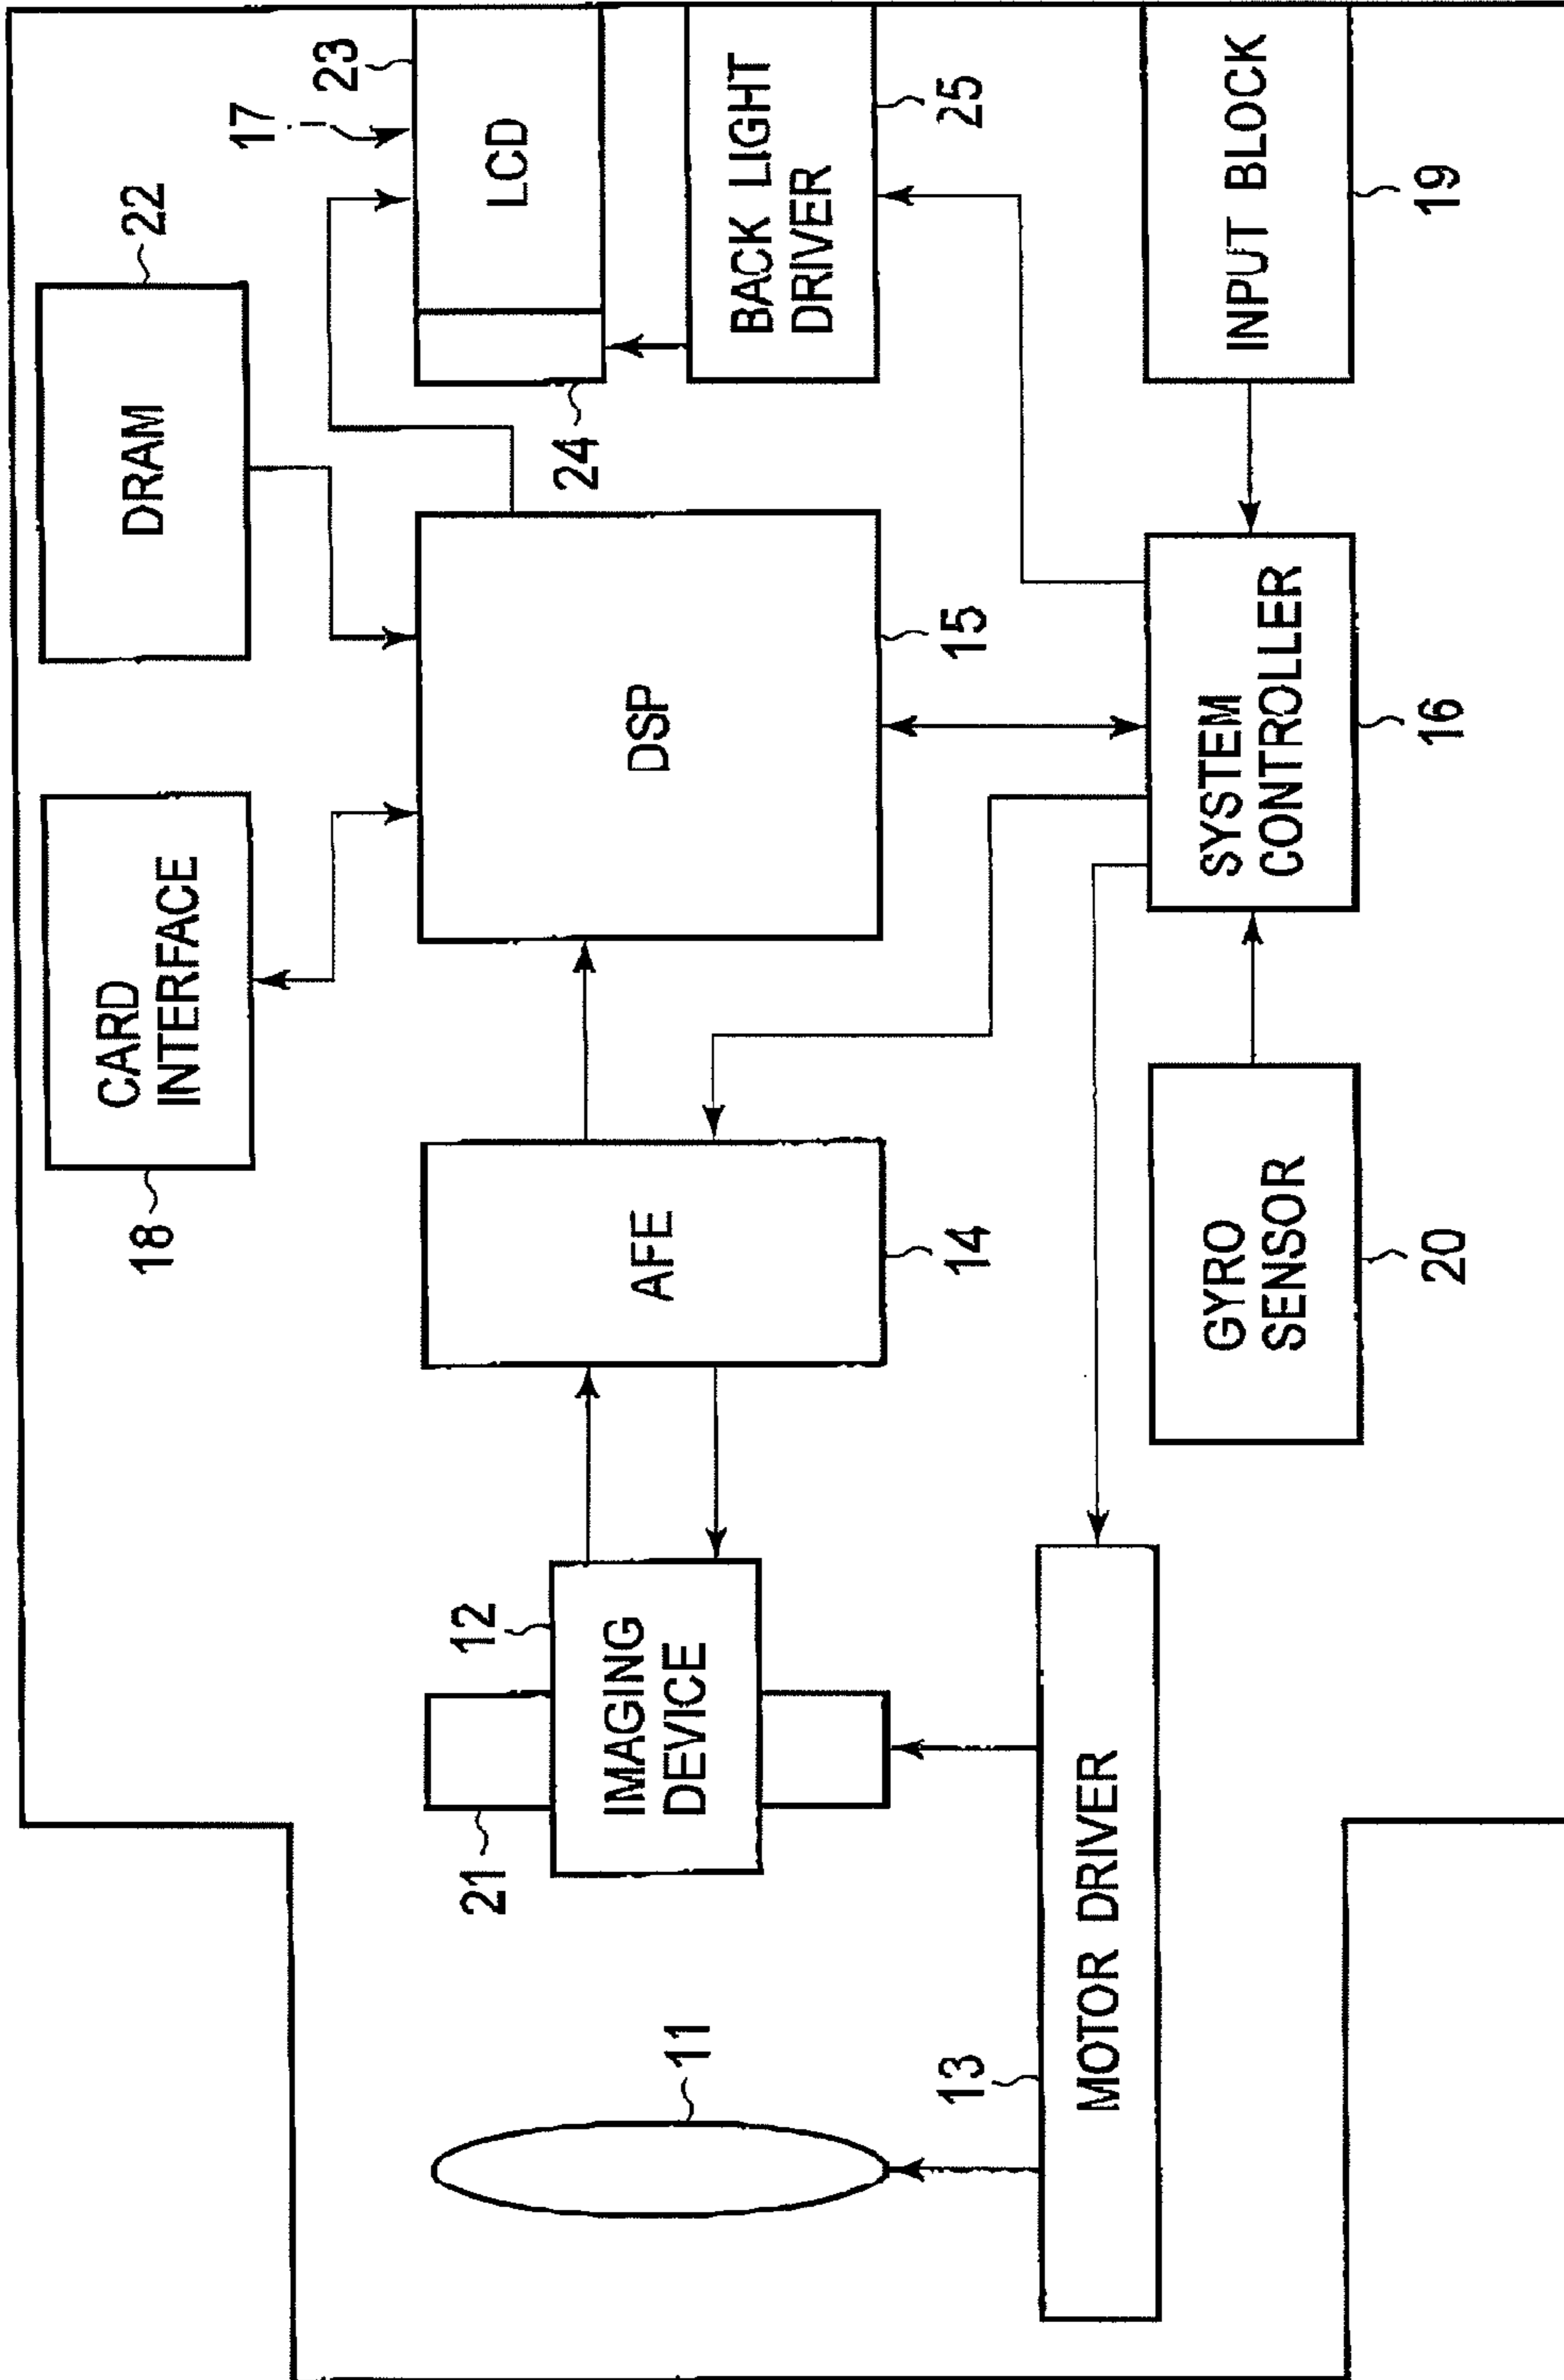 18
CARD
INTERFACE
DRAM
22
17
23
LCD
24
BACK LIGHT
DRIVER
25
DSP
15
AFE
14
12
IMAGING
DEVICE
21
11
13
MOTOR DRIVER
GYRO
SENSOR
20
SYSTEM
CONTROLLER
16
INPUT BLOCK
19